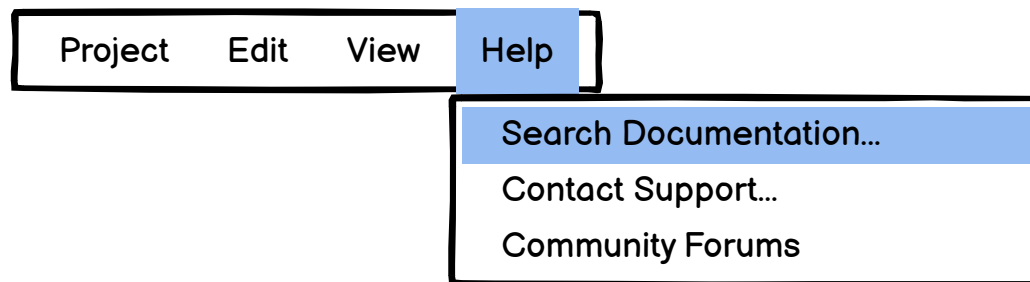 Project Edit View Help
Search Documentation...
Contact Support...
Community Forums